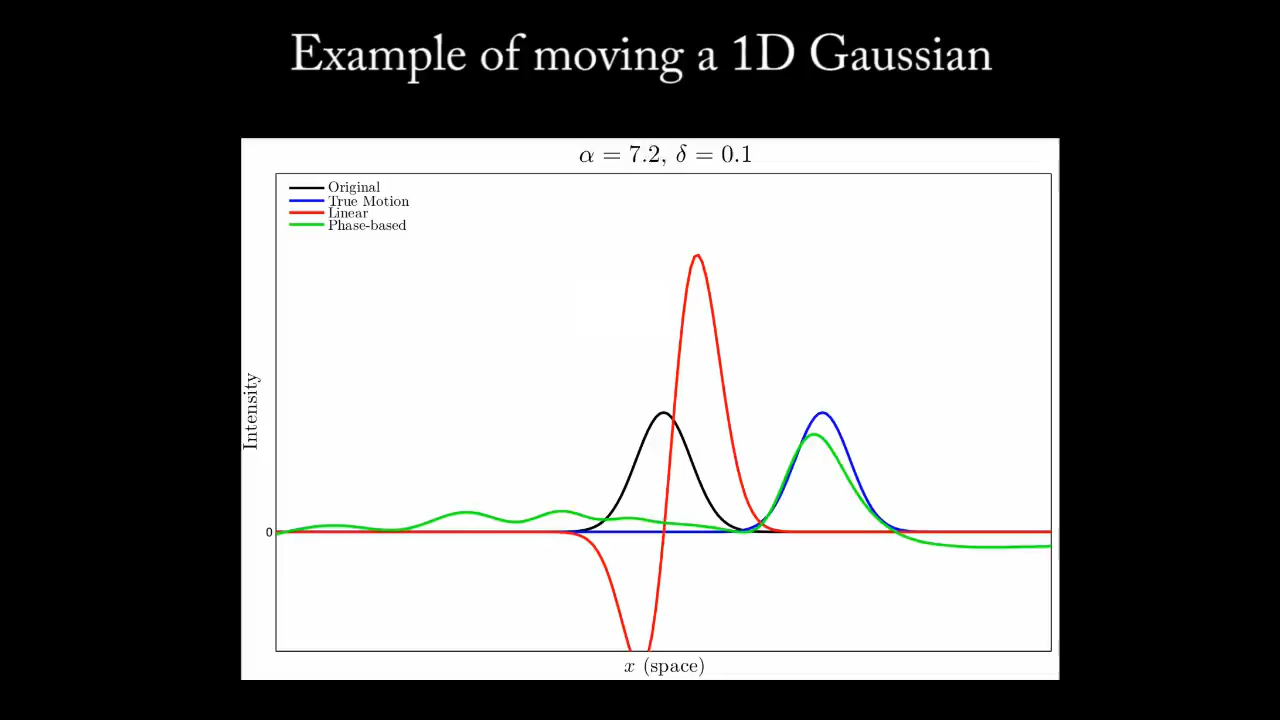 Example of moving a 1D Gaussian
α = 7.2, δ = 0.1
Original
True Motion
Linear
Phase-based
Intensity
0
x (space)